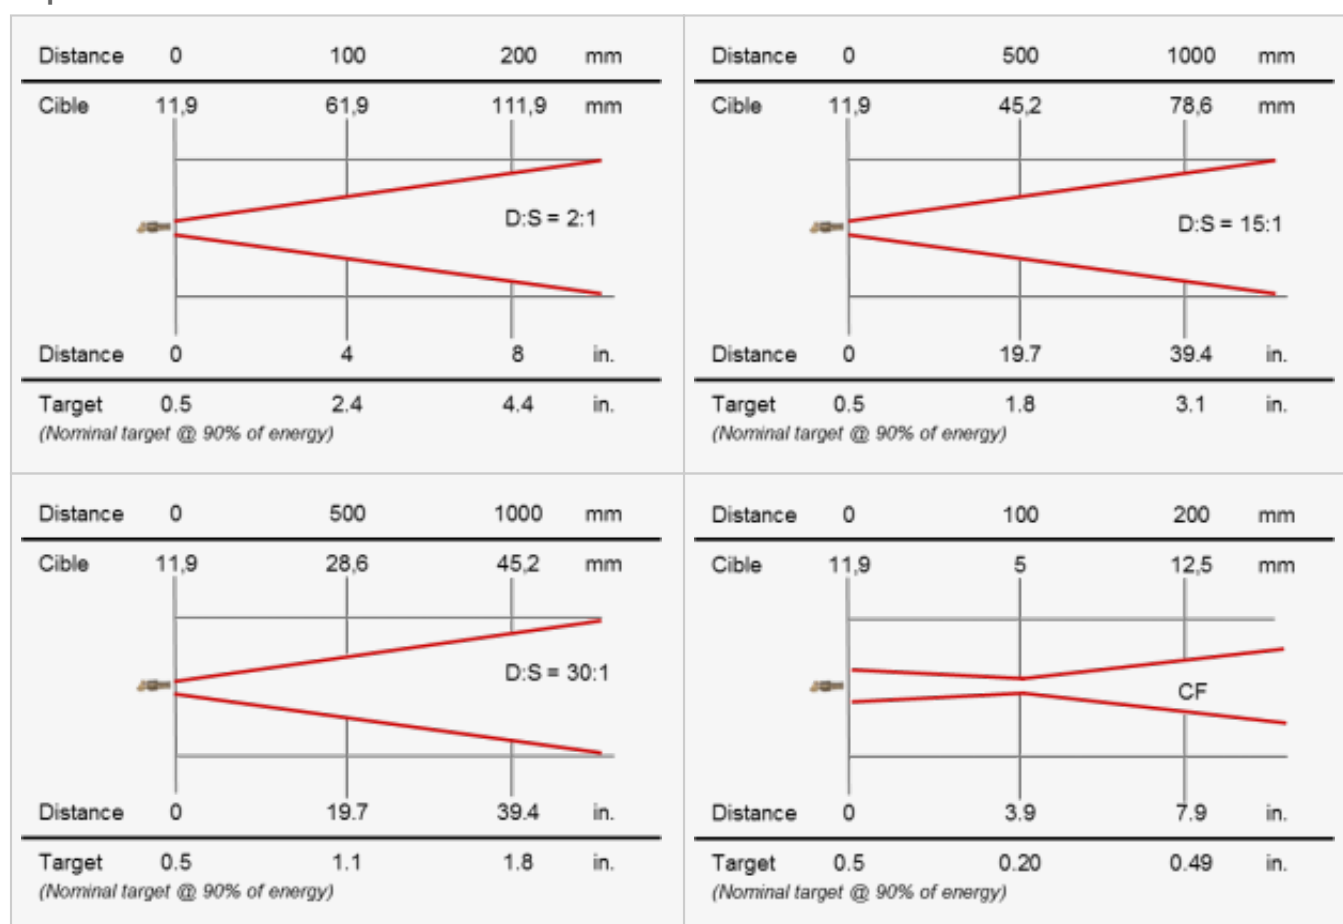 Distance 0 100 200 mm
Cible 11,9 61,9 111,9 mm
D:S = 2:1
Distance 0 4 8 in.
Target 0.5 2.4 4.4 in.
(Nominal target @ 90% of energy)
Distance 0 500 1000 mm
Cible 11,9 45,2 78,6 mm
D:S = 15:1
Distance 0 19.7 39.4 in.
Target 0.5 1.8 3.1 in.
(Nominal target @ 90% of energy)
Distance 0 500 1000 mm
Cible 11,9 28,6 45,2 mm
D:S = 30:1
Distance 0 19.7 39.4 in.
Target 0.5 1.1 1.8 in.
(Nominal target @ 90% of energy)
Distance 0 100 200 mm
Cible 11,9 5 12,5 mm
CF
Distance 0 3.9 7.9 in.
Target 0.5 0.20 0.49 in.
(Nominal target @ 90% of energy)